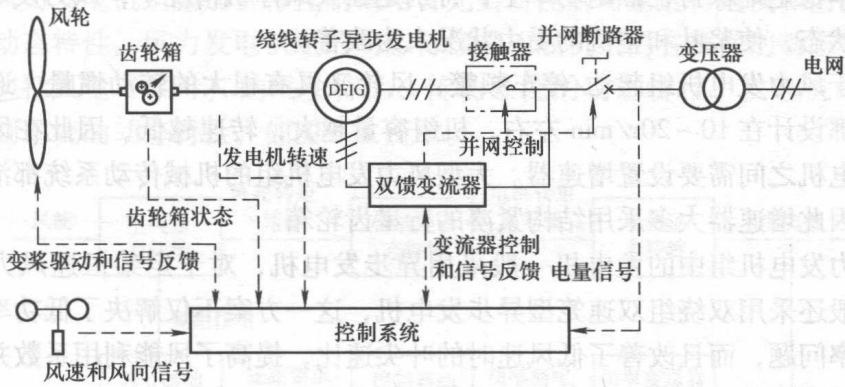 风轮
齿轮箱
绕线转子异步发电机
接触器
并网断路器
变压器
电网
DFIG
发电机转速
并网控制
双馈变流器
齿轮箱状态
变桨驱动和信号反馈
变流器控制
和信号反馈
电量信号
控制系统
风速和风向信号